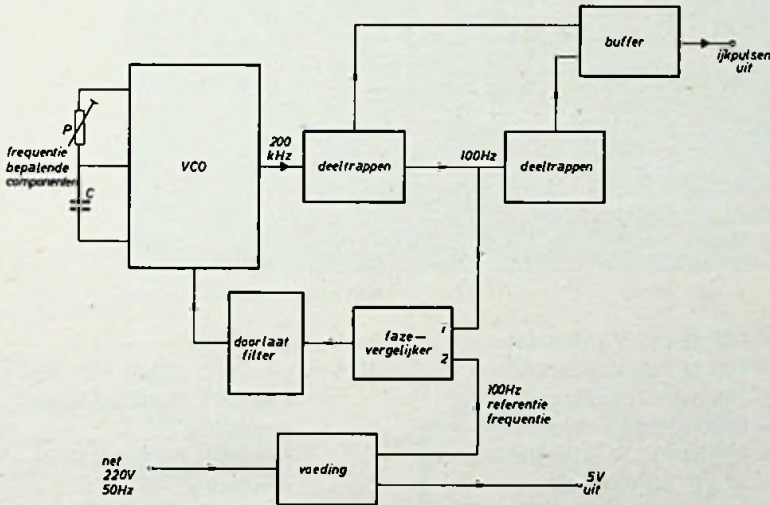 buffer
ijkpulsen
uit
P
frequentie
bepalende
componenten
C
VCO
200
kHz
deeltrappen
100Hz
deeltrappen
doorlaat
filter
faze—
vergelijker
1
2
100Hz
referentie
frequentie
net
220V
50Hz
voeding
5V
uit